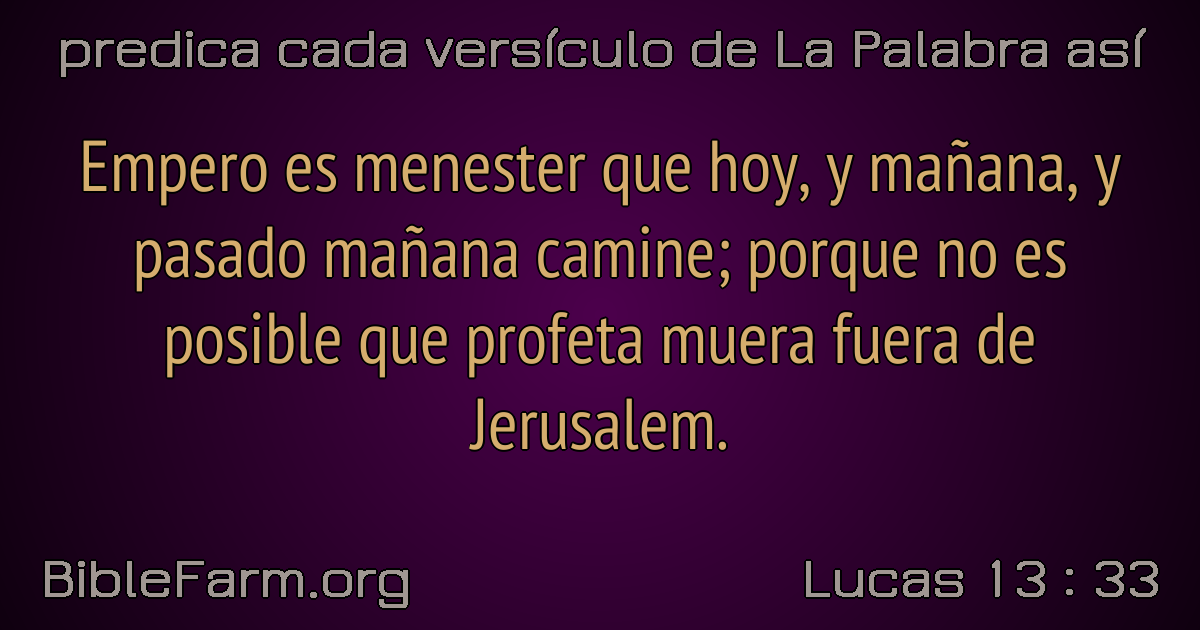 predica cada versículo de La Palabra así
Empero es menester que hoy, y mañana, y
pasado mañana camine; porque no es
posible que profeta muera fuera de
Jerusalem.
BibleFarm.org
Lucas 13 : 33